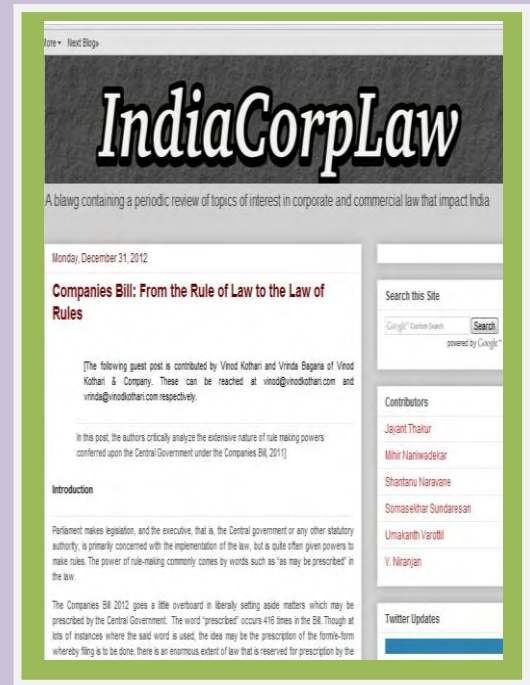 More Next Blog»
IndiaCorpLaw
A blawg containing a periodic review of topics of interest in corporate and commercial law that impact India
Monday, December 31, 2012
Companies Bill: From the Rule of Law to the Law of
Rules
[The following guest post is contributed by Vinod Kothari and Vrinda Bagaria of Vinod
Kothari & Company. These can be reached at vinod@vinodkothari.com and
vrinda@vinodkothari.com respectively.
In this post, the authors critically analyze the extensive nature of rule making powers
conferred upon the Central Government under the Companies Bill, 2011]
Introduction
Parliament makes legislation, and the executive, that is, the Central government or any other statutory
authority, is primarily concerned with the implementation of the law, but is quite often given powers to
make rules. The power of rule-making commonly comes by words such as "as may be prescribed" in
the law.
The Companies Bill 2012 goes a little overboard in liberally setting aside matters which may be
prescribed by the Central Government. The word "prescribed" occurs 416 times in the Bill. Though at
lots of instances where the said word is used, the idea may be the prescription of the form/e-form
whereby filing is to be done, there is an enormous extent of law that is reserved for prescription by the
Search this Site
Google™ Custom Search
Search
powered by Google™
Contributors
Jayant Thakur
Mihir Naniwadekar
Shantanu Naravane
Somasekhar Sundaresan
Umakanth Varottil
V. Niranjan
Twitter Updates